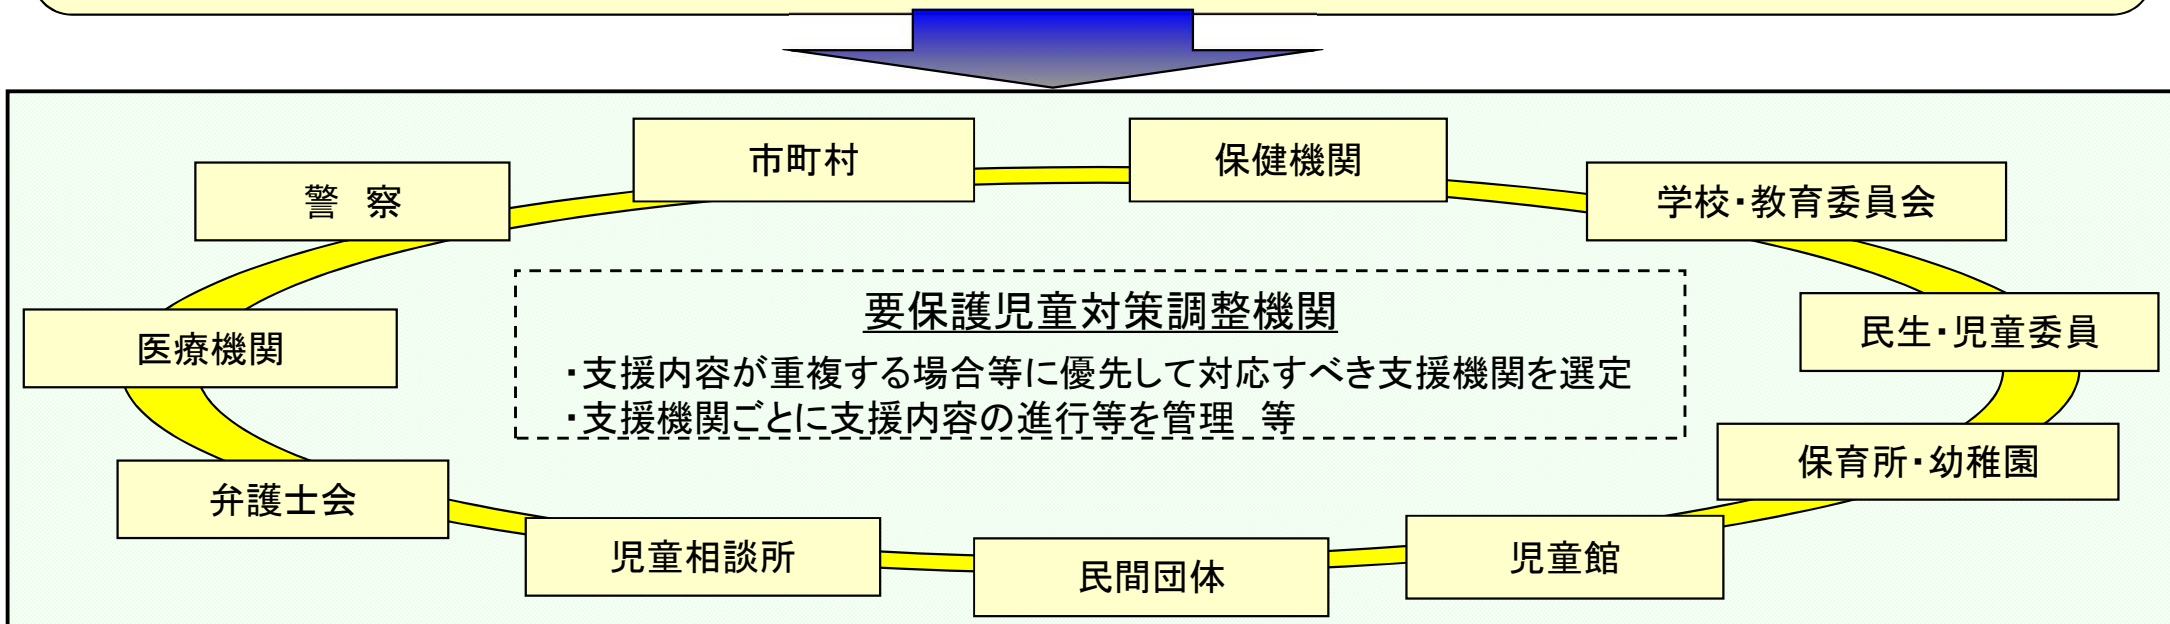 市町村
保健機関
警　察
学校・教育委員会
要保護児童対策調整機関
医療機関
民生・児童委員
・支援内容が重複する場合等に優先して対応すべき支援機関を選定
・支援機関ごとに支援内容の進行等を管理　等
保育所・幼稚園
弁護士会
児童相談所
民間団体
児童館